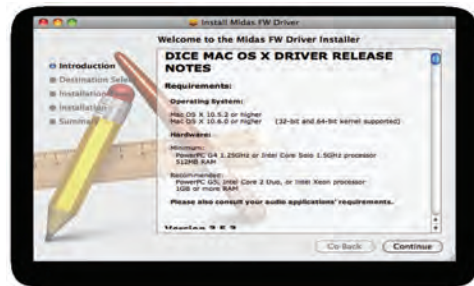 Install Midas FW Driver
Welcome to the Midas FW Driver Installer
Introduction
Destination Select
Installation
Installation
Summary
DICE MAC OS X DRIVER RELEASE
NOTES
Requirements:
Operating System:
Mac OS X 10.5.2 or higher
Mac OS X 10.6.0 or higher (32-bit and 64-bit kernel supported)
Hardware:
Minimum:
PowerPC G4 1.25GHz or Intel Core Solo 1.5GHz processor
512MB RAM
Recommended:
PowerPC G5, Intel Core 2 Duo, or Intel Xeon processor
1GB or more RAM
Please also consult your audio applications' requirements.
Go Back
Continue